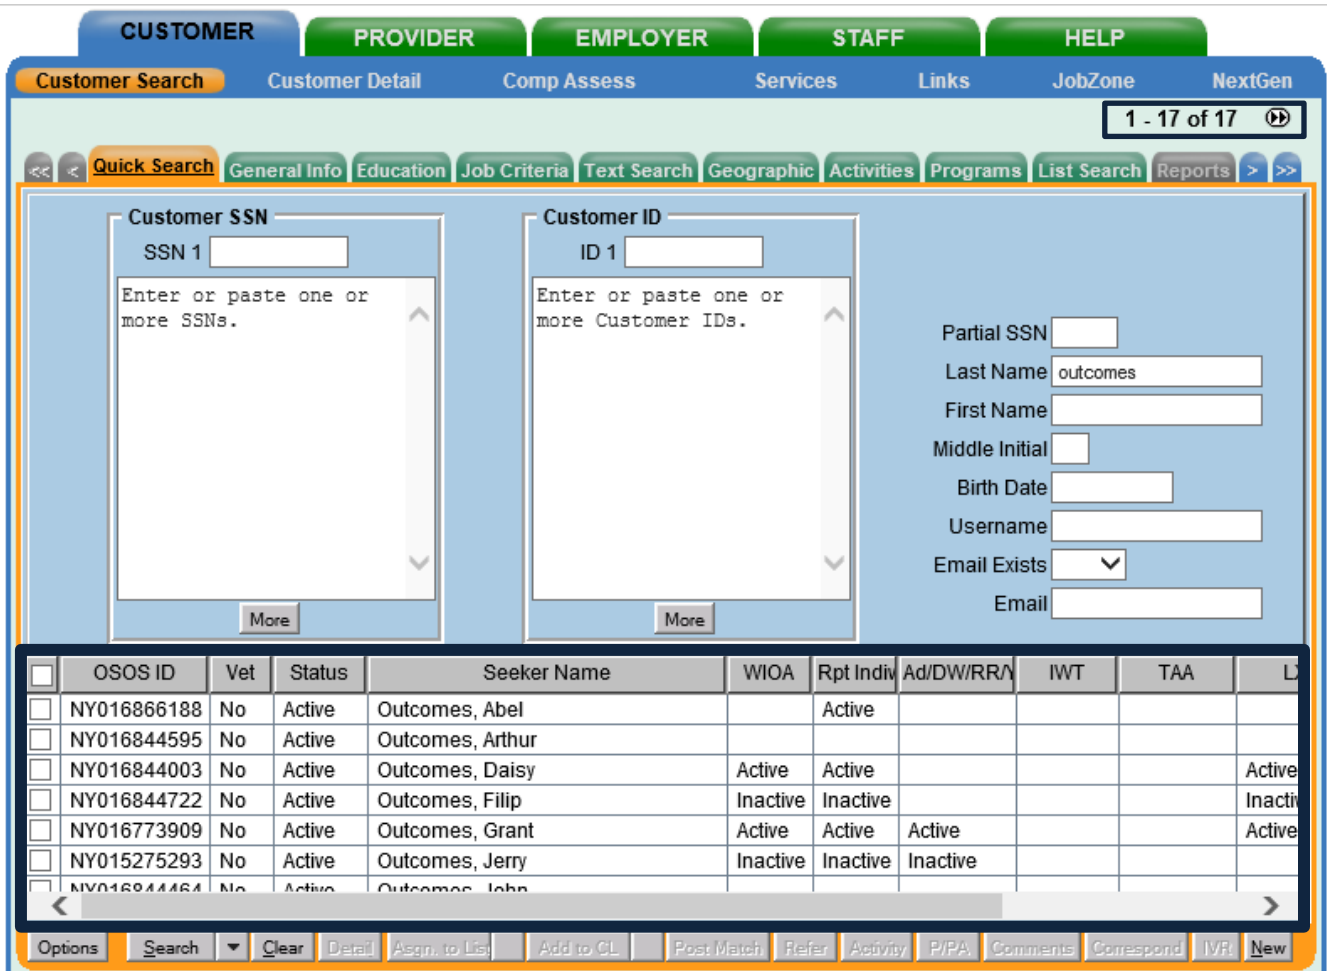 CUSTOMER PROVIDER EMPLOYER STAFF HELP
Customer Search Customer Detail Comp Assess Services Links JobZone NextGen
1 - 17 of 17
<< < Quick Search General Info Education Job Criteria Text Search Geographic Activities Programs List Search Reports > >>
Customer SSN Customer ID
SSN 1 ID 1
Enter or paste one or Enter or paste one or
more SSNs. more Customer IDs.
Partial SSN
Last Name outcomes
First Name
Middle Initial
Birth Date
Username
Email Exists
Email
More More
OSOS ID Vet Status Seeker Name WIOA Rpt Indiv Ad/DW/RR/Y IWT TAA LX
NY016866188 No Active Outcomes, Abel Active
NY016844595 No Active Outcomes, Arthur
NY016844003 No Active Outcomes, Daisy Active Active Active
NY016844722 No Active Outcomes, Filip Inactive Inactive Inactiv
NY016773909 No Active Outcomes, Grant Active Active Active Active
NY015275293 No Active Outcomes, Jerry Inactive Inactive Inactive
NY016844464 No Active Outcomes, John
Options Search Clear Detail Asgn. to List Add to CL Post Match Refer Activity P/PA Comments Correspond IVR New